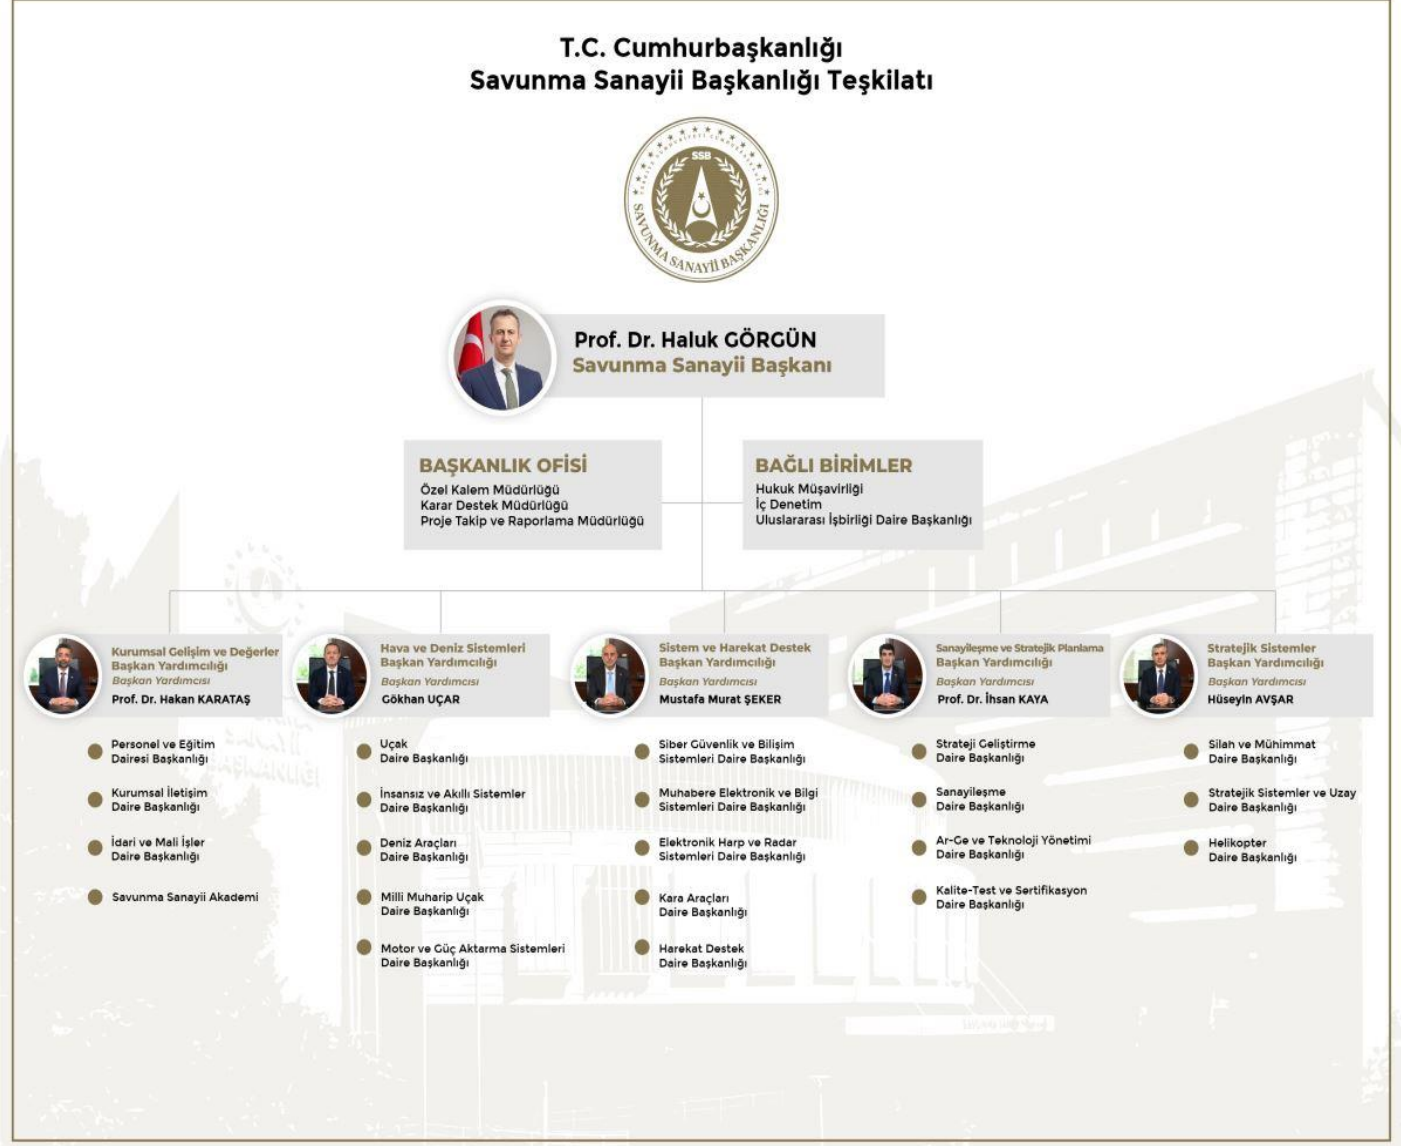 T.C. Cumhurbaşkanlığı
Savunma Sanayii Başkanlığı Teşkilatı
TÜRKİYE CUMHURİYETİ CUMHURBAŞKANLIĞI
SSB
SAVUNMA SANAYİİ BAŞKANLIĞI
Prof. Dr. Haluk GÖRGÜN
Savunma Sanayii Başkanı
BAŞKANLIK OFİSİ
Özel Kalem Müdürlüğü
Karar Destek Müdürlüğü
Proje Takip ve Raporlama Müdürlüğü
BAĞLI BİRİMLER
Hukuk Müşavirliği
İç Denetim
Uluslararası İşbirliği Daire Başkanlığı
Kurumsal Gelişim ve Değerler
Başkan Yardımcılığı
Başkan Yardımcısı
Prof. Dr. Hakan KARATAŞ
Personel ve Eğitim
Dairesi Başkanlığı
Kurumsal İletişim
Daire Başkanlığı
İdari ve Mali İşler
Daire Başkanlığı
Savunma Sanayii Akademi
Hava ve Deniz Sistemleri
Başkan Yardımcılığı
Başkan Yardımcısı
Gökhan UÇAR
Uçak
Daire Başkanlığı
İnsansız ve Akıllı Sistemler
Daire Başkanlığı
Deniz Araçları
Daire Başkanlığı
Milli Muharip Uçak
Daire Başkanlığı
Motor ve Güç Aktarma Sistemleri
Daire Başkanlığı
Sistem ve Harekat Destek
Başkan Yardımcılığı
Başkan Yardımcısı
Mustafa Murat ŞEKER
Siber Güvenlik ve Bilişim
Sistemleri Daire Başkanlığı
Muhabere Elektronik ve Bilgi
Sistemleri Daire Başkanlığı
Elektronik Harp ve Radar
Sistemleri Daire Başkanlığı
Kara Araçları
Daire Başkanlığı
Harekat Destek
Daire Başkanlığı
Sanayileşme ve Stratejik Planlama
Başkan Yardımcılığı
Başkan Yardımcısı
Prof. Dr. İhsan KAYA
Strateji Geliştirme
Daire Başkanlığı
Sanayileşme
Daire Başkanlığı
Ar-Ge ve Teknoloji Yönetimi
Daire Başkanlığı
Kalite-Test ve Sertifikasyon
Daire Başkanlığı
Stratejik Sistemler
Başkan Yardımcılığı
Başkan Yardımcısı
Hüseyin AVŞAR
Silah ve Mühimmat
Daire Başkanlığı
Stratejik Sistemler ve Uzay
Daire Başkanlığı
Helikopter
Daire Başkanlığı